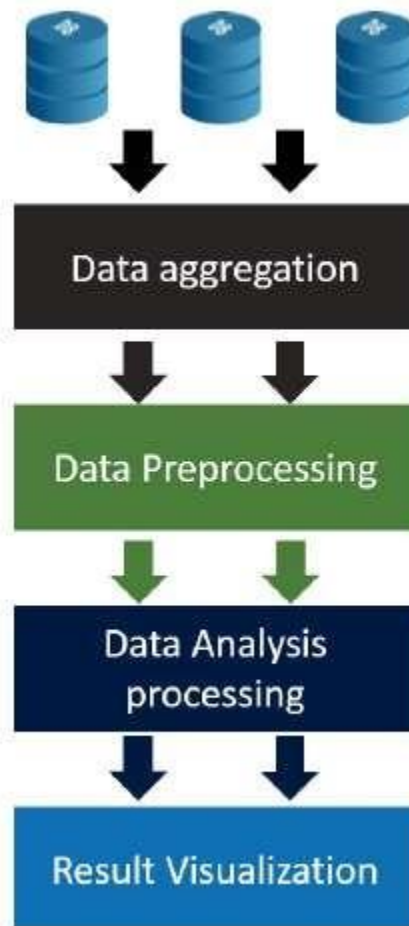 Data aggregation
Data Preprocessing
Data Analysis
processing
Result Visualization